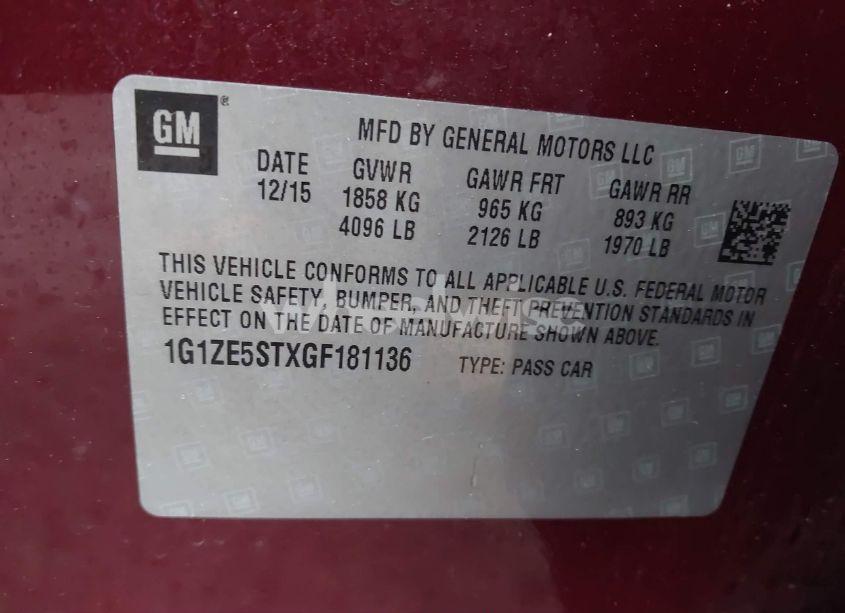 GM ®
MFD BY GENERAL MOTORS LLC
DATE GVWR GAWR FRT GAWR RR
12/15 1858 KG 965 KG 893 KG
4096 LB 2126 LB 1970 LB
THIS VEHICLE CONFORMS TO ALL APPLICABLE U.S. FEDERAL MOTOR
VEHICLE SAFETY, BUMPER, AND THEFT PREVENTION STANDARDS IN
EFFECT ON THE DATE OF MANUFACTURE SHOWN ABOVE.
1G1ZE5STXGF181136 TYPE: PASS CAR